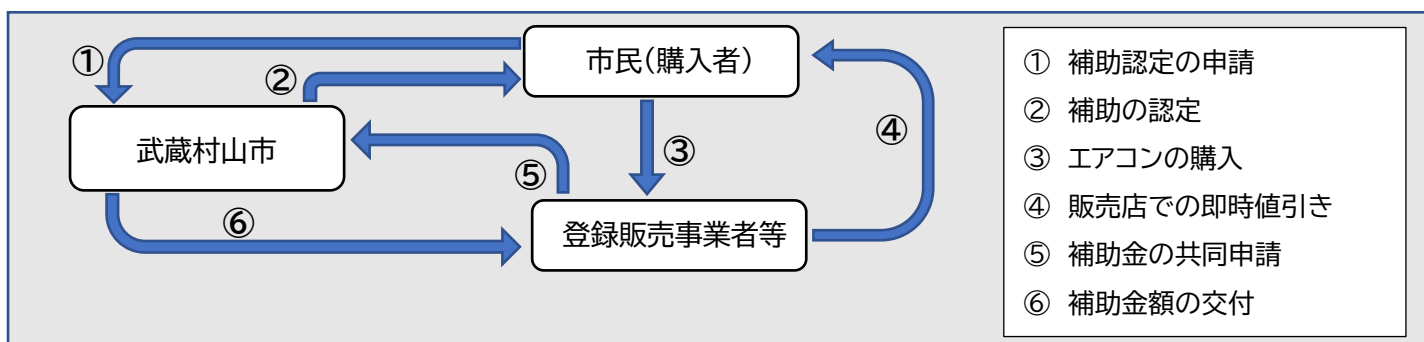 ①
市民(購入者)
②
④
武蔵村山市
③
⑤
⑥
登録販売事業者等
① 補助認定の申請
② 補助の認定
③ エアコンの購入
④ 販売店での即時値引き
⑤ 補助金の共同申請
⑥ 補助金額の交付